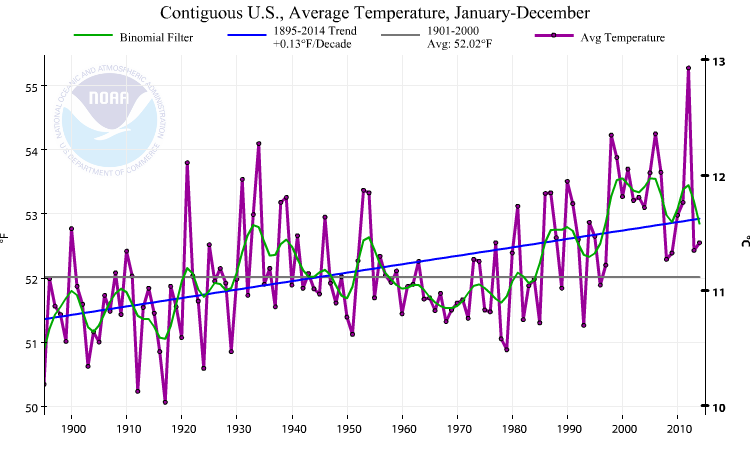 Contiguous U.S., Average Temperature, January-December
Binomial Filter
1895-2014 Trend
+0.13°F/Decade
1901-2000
Avg: 52.02°F
Avg Temperature
NATIONAL OCEANIC AND ATMOSPHERIC ADMINISTRATION
NOAA
U.S. DEPARTMENT OF COMMERCE
55
54
53
52
51
50
°F
13
12
11
10
°C
1900
1910
1920
1930
1940
1950
1960
1970
1980
1990
2000
2010